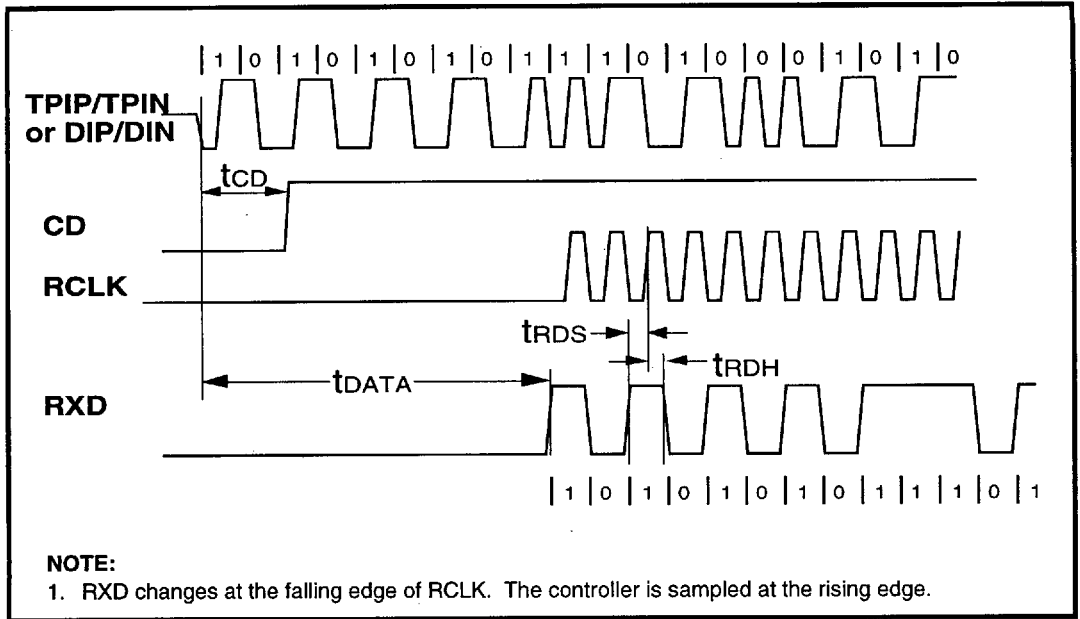 1 0 1 0 1 0 1 0 1 1 1 0 1 0 0 0 1 0 1 0
TPIP/TPIN
or DIP/DIN
tCD
CD
RCLK
tRDS
tRDH
tDATA
RXD
1 0 1 0 1 0 1 0 1 1 1 0 1
NOTE:
1. RXD changes at the falling edge of RCLK. The controller is sampled at the rising edge.